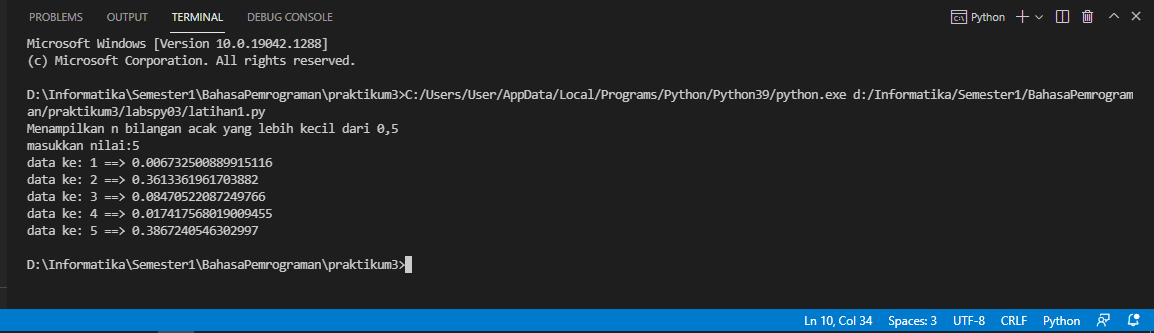 PROBLEMS OUTPUT TERMINAL DEBUG CONSOLE Python
Microsoft Windows [Version 10.0.19042.1288]
(c) Microsoft Corporation. All rights reserved.
D:\Informatika\Semester1\BahasaPemrograman\praktikum3>C:/Users/User/AppData/Local/Programs/Python/Python39/python.exe d:/Informatika/Semester1/BahasaPemrogram
an/praktikum3/labspy03/latihan1.py
Menampilkan n bilangan acak yang lebih kecil dari 0,5
masukkan nilai:5
data ke: 1 ==> 0.006732500889915116
data ke: 2 ==> 0.3613361961703882
data ke: 3 ==> 0.08470522087249766
data ke: 4 ==> 0.017417568019009455
data ke: 5 ==> 0.3867240546302997
D:\Informatika\Semester1\BahasaPemrograman\praktikum3>
Ln 10, Col 34 Spaces: 3 UTF-8 CRLF Python